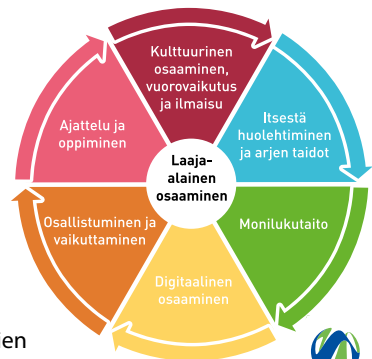 Kulttuurinen
osaaminen,
vuorovaikutus
ja ilmaisu
Itsestä
huolehtiminen
ja arjen taidot
Monilukutaito
Digitaalinen
osaaminen
Osallistuminen ja
vaikuttaminen
Ajattelu ja
oppiminen
Laaja-
alainen
osaaminen